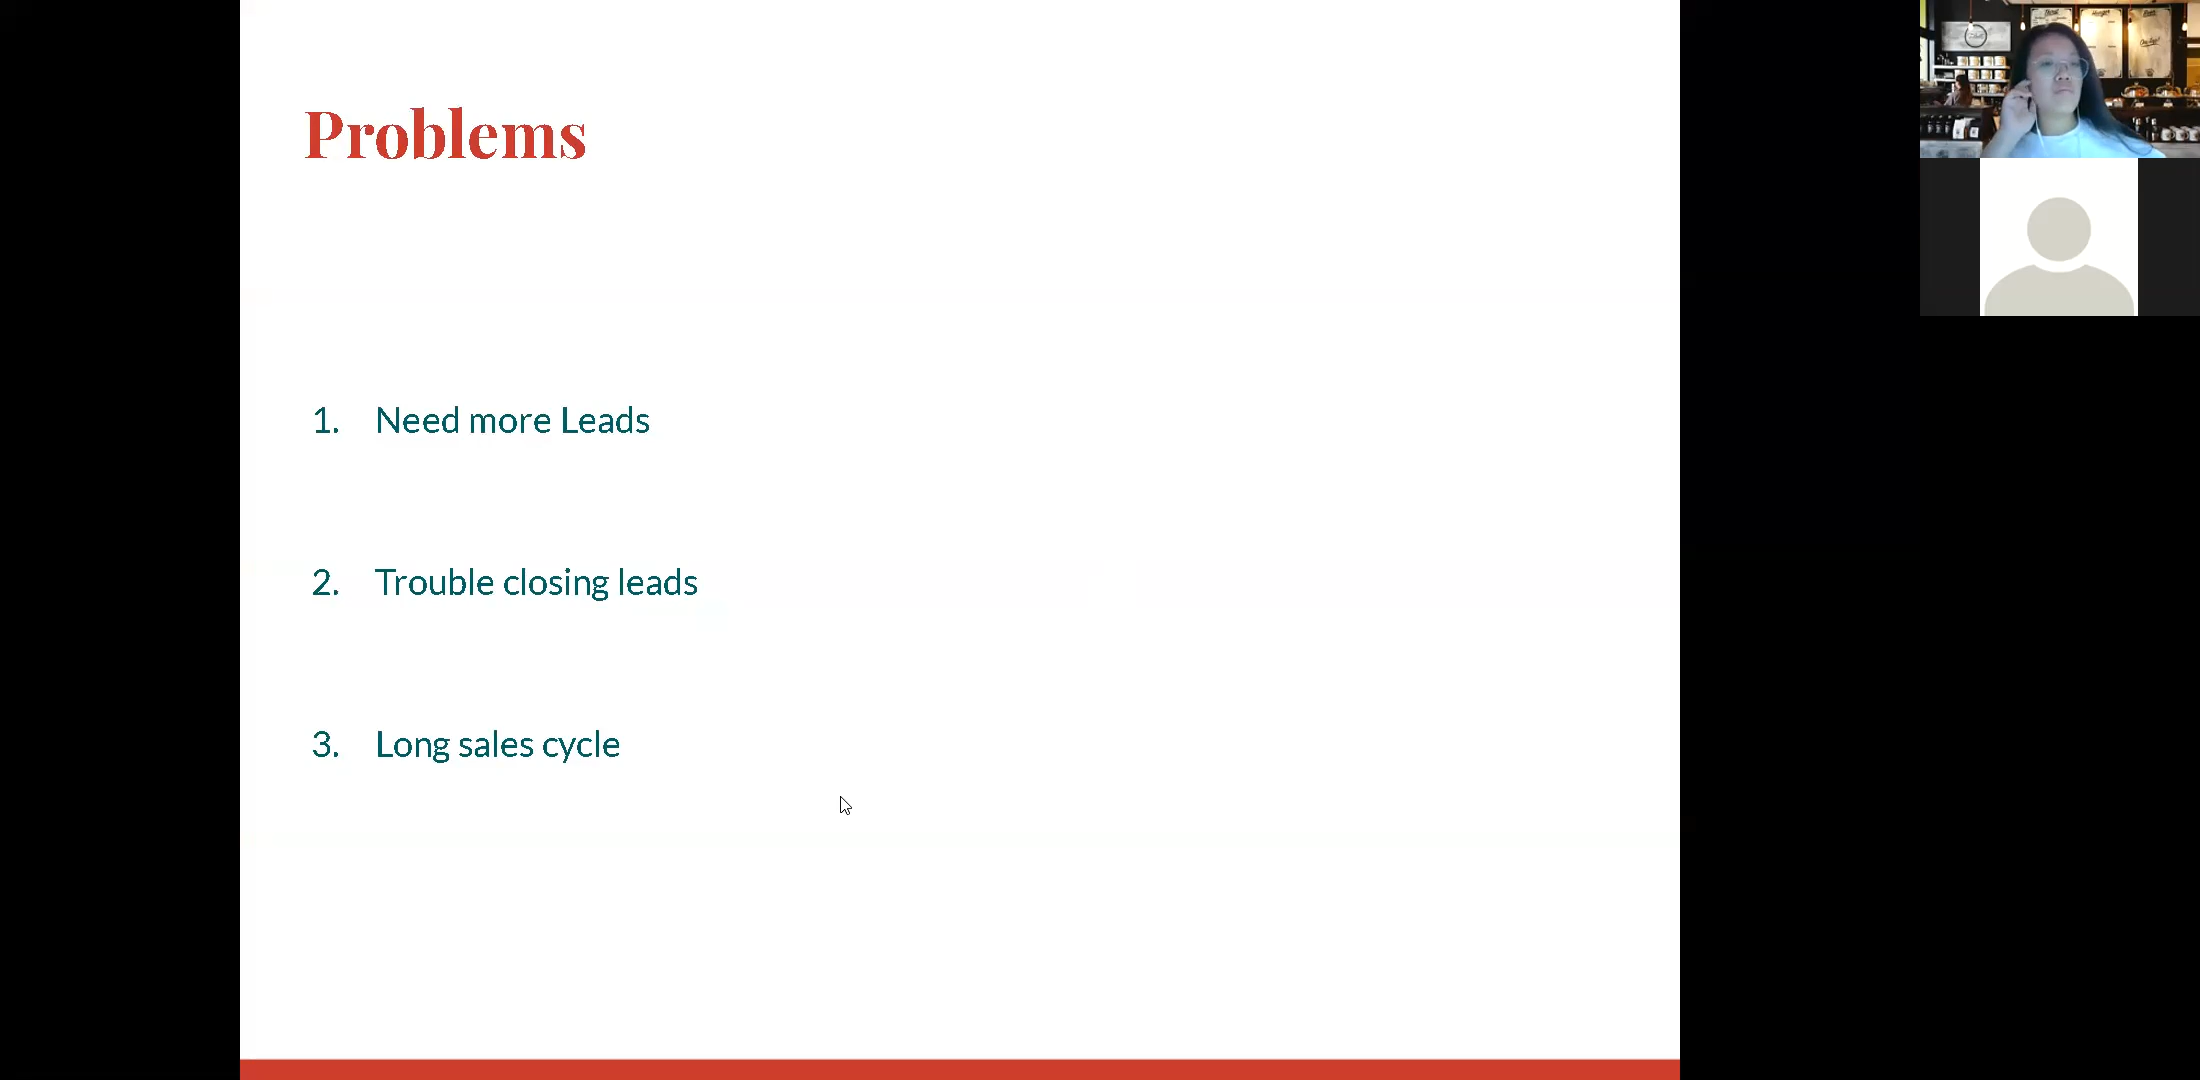 Problems
1. Need more Leads
2. Trouble closing leads
3. Long sales cycle